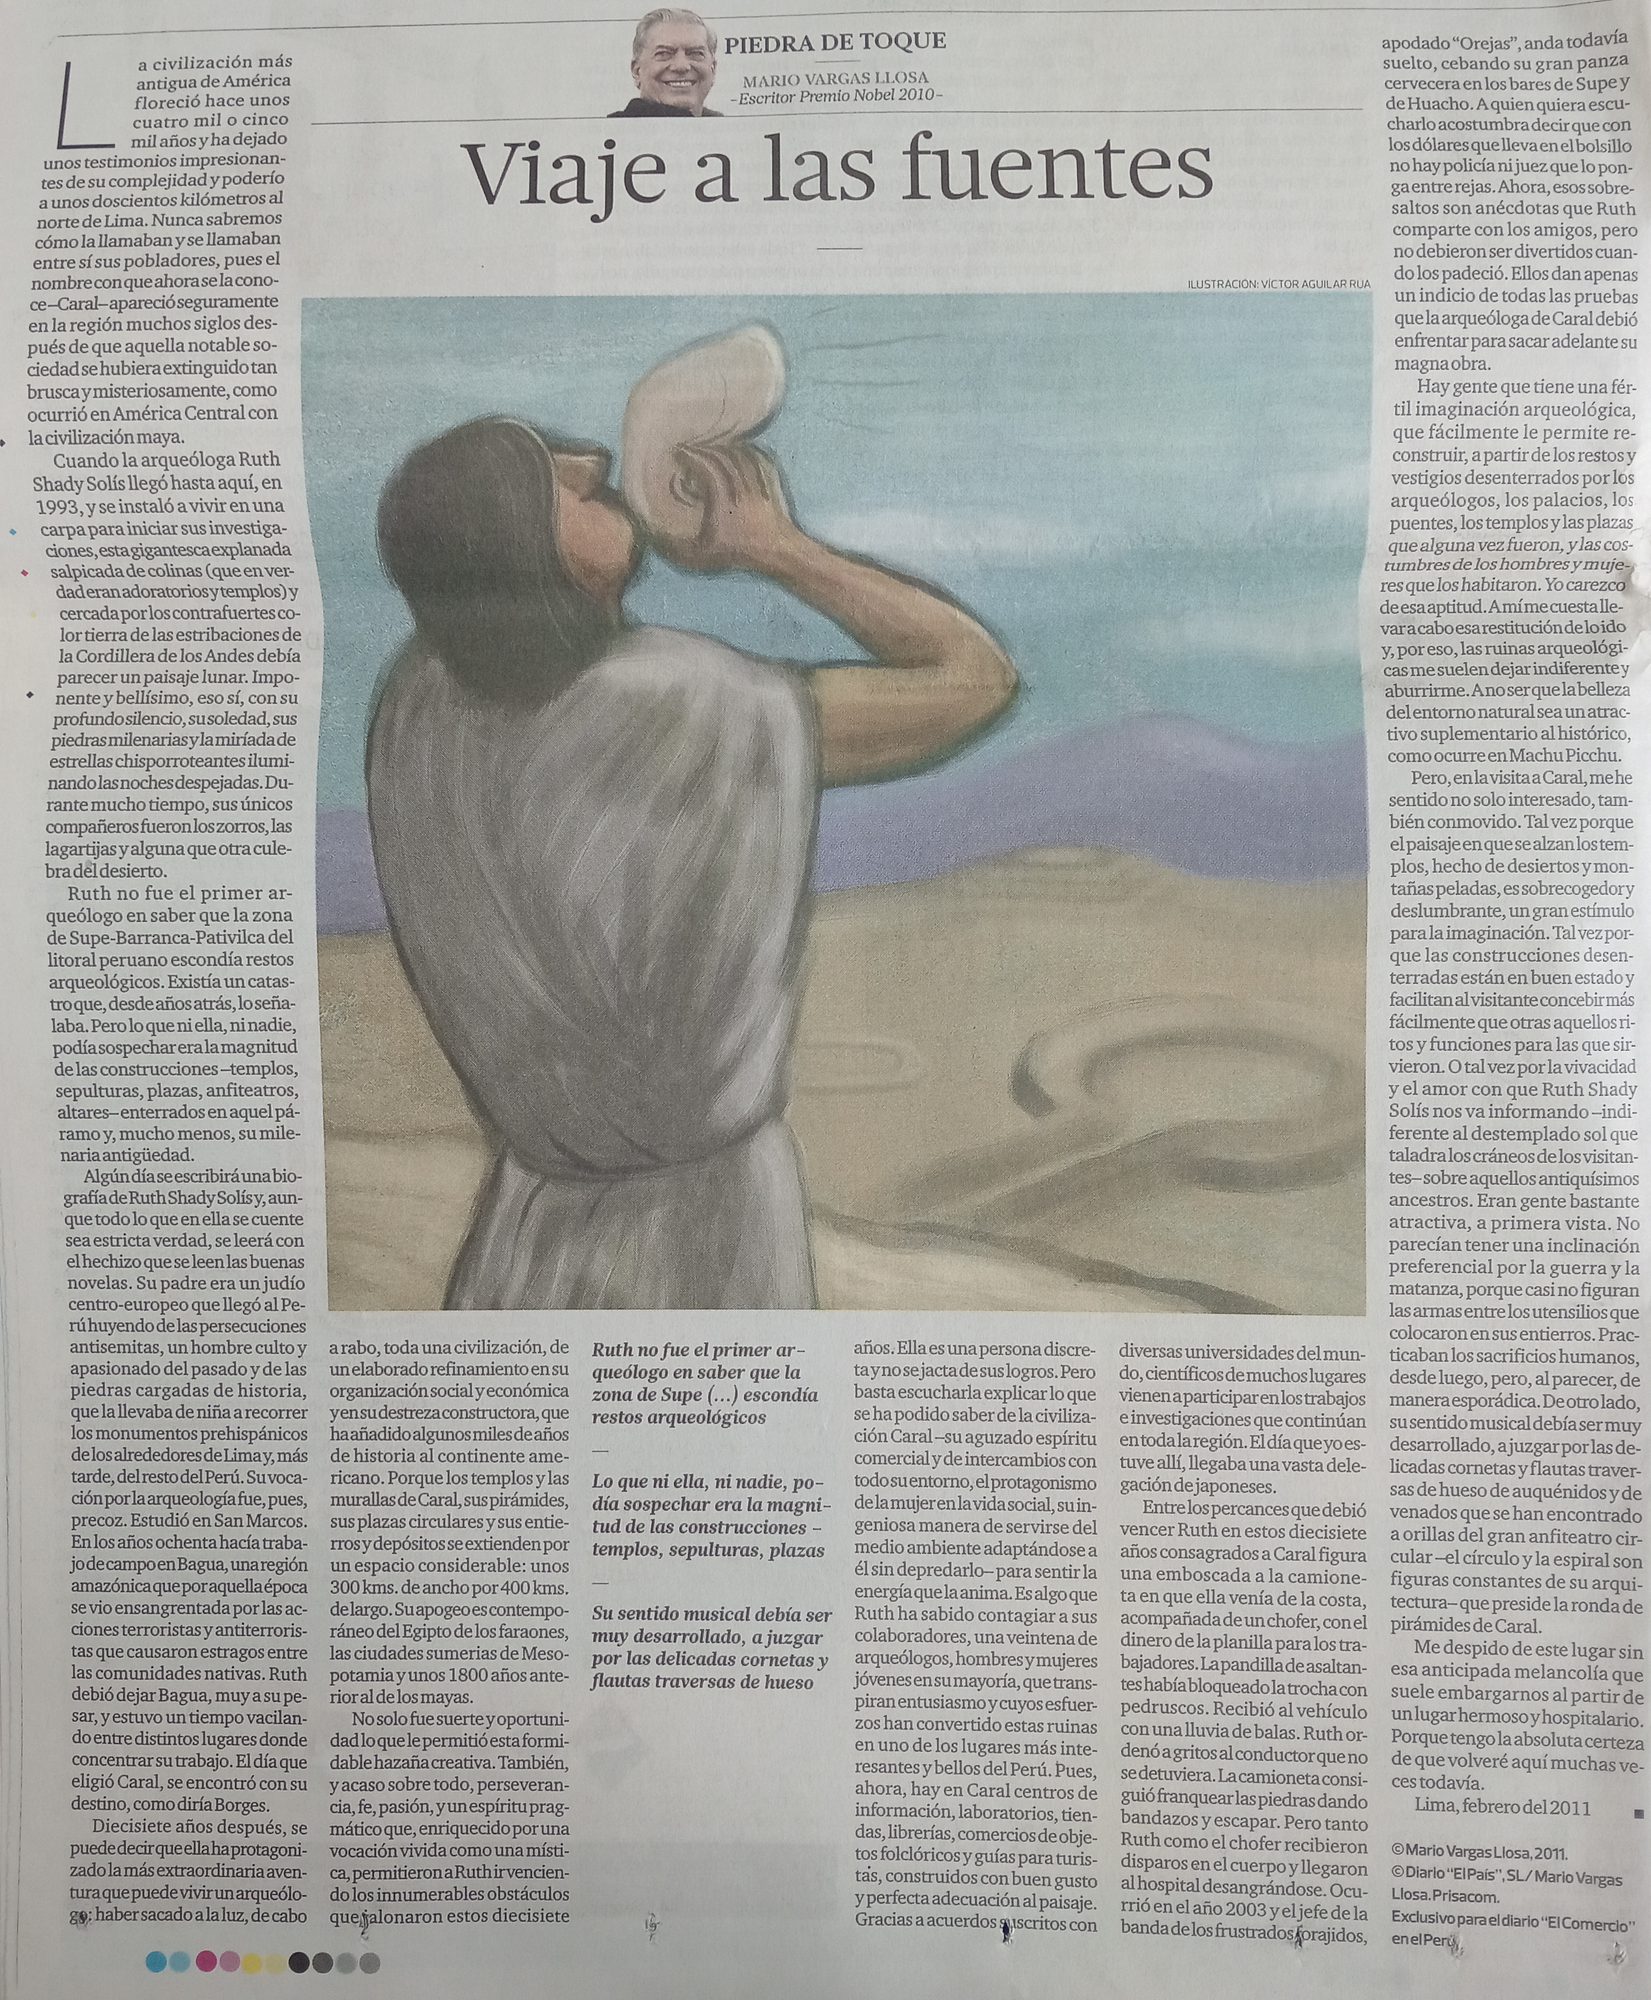 PIEDRA DE TOQUE
MARIO VARGAS LLOSA
-Escritor Premio Nobel 2010-
Viaje a las fuentes
ILUSTRACIÓN: VÍCTOR AGUILAR RUA
La civilización más
antigua de América
floreció hace unos
cuatro mil o cinco
mil años y ha dejado
unos testimonios impresionan-
tes de su complejidad y poderío
a unos doscientos kilómetros al
norte de Lima. Nunca sabremos
cómo la llamaban y se llamaban
entre sí sus pobladores, pues el
nombre con que ahora se la cono-
ce –Caral– apareció seguramente
en la región muchos siglos des-
pués de que aquella notable so-
ciedad se hubiera extinguido tan
brusca y misteriosamente, como
ocurrió en América Central con
la civilización maya.
Cuando la arqueóloga Ruth
Shady Solís llegó hasta aquí, en
1993, y se instaló a vivir en una
carpa para iniciar sus investiga-
ciones, esta gigantesca explanada
salpicada de colinas (que en ver-
dad eran adoratorios y templos) y
cercada por los contrafuertes co-
lor tierra de las estribaciones de
la Cordillera de los Andes debía
parecer un paisaje lunar. Impo-
nente y bellísimo, eso sí, con su
profundo silencio, su soledad, sus
piedras milenarias y la miríada de
estrellas chisporroteantes ilumi-
nando las noches despejadas. Du-
rante mucho tiempo, sus únicos
compañeros fueron los zorros, las
lagartijas y alguna que otra cule-
bra del desierto.
Ruth no fue el primer ar-
queólogo en saber que la zona
de Supe-Barranca-Pativilca del
litoral peruano escondía restos
arqueológicos. Existía un catas-
tro que, desde años atrás, lo seña-
laba. Pero lo que ni ella, ni nadie,
podía sospechar era la magnitud
de las construcciones –templos,
sepulturas, plazas, anfiteatros,
altares– enterrados en aquel pá-
ramo y, mucho menos, su mile-
naria antigüedad.
Algún día se escribirá una bio-
grafía de Ruth Shady Solís y, aun-
que todo lo que en ella se cuente
sea estricta verdad, se leerá con
el hechizo que se leen las buenas
novelas. Su padre era un judío
centro-europeo que llegó al Pe-
rú huyendo de las persecuciones
antisemitas, un hombre culto y
apasionado del pasado y de las
piedras cargadas de historia,
que la llevaba de niña a recorrer
los monumentos prehispánicos
de los alrededores de Lima y, más
tarde, del resto del Perú. Su voca-
ción por la arqueología fue, pues,
precoz. Estudió en San Marcos.
En los años ochenta hacía traba-
jo de campo en Bagua, una región
amazónica que por aquella época
se vio ensangrentada por las ac-
ciones terroristas y antiterroris-
tas que causaron estragos entre
las comunidades nativas. Ruth
debió dejar Bagua, muy a su pe-
sar, y estuvo un tiempo vacilan-
do entre distintos lugares donde
concentrar su trabajo. El día que
eligió Caral, se encontró con su
destino, como diría Borges.
Diecisiete años después, se
puede decir que ella ha protagoni-
zado la más extraordinaria aven-
tura que puede vivir un arqueólo-
go: haber sacado a la luz, de cabo
a rabo, toda una civilización, de
un elaborado refinamiento en su
organización social y económica
y en su destreza constructora, que
ha añadido algunos miles de años
de historia al continente ame-
ricano. Porque los templos y las
murallas de Caral, sus pirámides,
sus plazas circulares y sus entie-
rros y depósitos se extienden por
un espacio considerable: unos
300 kms. de ancho por 400 kms.
de largo. Su apogeo es contempo-
ráneo del Egipto de los faraones,
las ciudades sumerias de Meso-
potamia y unos 1800 años ante-
rior al de los mayas.
No solo fue suerte y oportuni-
dad lo que le permitió esta formi-
dable hazaña creativa. También,
y acaso sobre todo, perseveran-
cia, fe, pasión, y un espíritu prag-
mático que, enriquecido por una
vocación vivida como una místi-
ca, permitieron a Ruth ir vencien-
do los innumerables obstáculos
que jalonaron estos diecisiete
Ruth no fue el primer ar-
queólogo en saber que la
zona de Supe (...) escondía
restos arqueológicos
—
Lo que ni ella, ni nadie, po-
día sospechar era la magni-
tud de las construcciones –
templos, sepulturas, plazas
—
Su sentido musical debía ser
muy desarrollado, a juzgar
por las delicadas cornetas y
flautas traversas de hueso
años. Ella es una persona discre-
ta y no se jacta de sus logros. Pero
basta escucharla explicar lo que
se ha podido saber de la civiliza-
ción Caral –su aguzado espíritu
comercial y de intercambios con
todo su entorno, el protagonismo
de la mujer en la vida social, su in-
geniosa manera de servirse del
medio ambiente adaptándose a
él sin depredarlo– para sentir la
energía que la anima. Es algo que
Ruth ha sabido contagiar a sus
colaboradores, una veintena de
arqueólogos, hombres y mujeres
jóvenes en su mayoría, que trans-
piran entusiasmo y cuyos esfuer-
zos han convertido estas ruinas
en uno de los lugares más inte-
resantes y bellos del Perú. Pues,
ahora, hay en Caral centros de
información, laboratorios, tien-
das, librerías, comercios de obje-
tos folclóricos y guías para turis-
tas, construidos con buen gusto
y perfecta adecuación al paisaje.
Gracias a acuerdos suscritos con
diversas universidades del mun-
do, científicos de muchos lugares
vienen a participar en los trabajos
e investigaciones que continúan
en toda la región. El día que yo es-
tuve allí, llegaba una vasta dele-
gación de japoneses.
Entre los percances que debió
vencer Ruth en estos diecisiete
años consagrados a Caral figura
una emboscada a la camione-
ta en que ella venía de la costa,
acompañada de un chofer, con el
dinero de la planilla para los tra-
bajadores. La pandilla de asaltan-
tes había bloqueado la trocha con
pedruscos. Recibió al vehículo
con una lluvia de balas. Ruth or-
denó a gritos al conductor que no
se detuviera. La camioneta consi-
guió franquear las piedras dando
bandazos y escapar. Pero tanto
Ruth como el chofer recibieron
disparos en el cuerpo y llegaron
al hospital desangrándose. Ocu-
rrió en el año 2003 y el jefe de la
banda de los frustrados forajidos,
apodado “Orejas”, anda todavía
suelto, cebando su gran panza
cervecera en los bares de Supe y
de Huacho. A quien quiera escu-
charlo acostumbra decir que con
los dólares que lleva en el bolsillo
no hay policía ni juez que lo pon-
ga entre rejas. Ahora, esos sobre-
saltos son anécdotas que Ruth
comparte con los amigos, pero
no debieron ser divertidos cuan-
do los padeció. Ellos dan apenas
un indicio de todas las pruebas
que la arqueóloga de Caral debió
enfrentar para sacar adelante su
magna obra.
Hay gente que tiene una fér-
til imaginación arqueológica,
que fácilmente le permite re-
construir, a partir de los restos y
vestigios desenterrados por los
arqueólogos, los palacios, los
puentes, los templos y las plazas
que alguna vez fueron, y las cos-
tumbres de los hombres y muje-
res que los habitaron. Yo carezco
de esa aptitud. A mí me cuesta lle-
var a cabo esa restitución de lo ido
y, por eso, las ruinas arqueológi-
cas me suelen dejar indiferente y
aburrirme. A no ser que la belleza
del entorno natural sea un atrac-
tivo suplementario al histórico,
como ocurre en Machu Picchu.
Pero, en la visita a Caral, me he
sentido no solo interesado, tam-
bién conmovido. Tal vez porque
el paisaje en que se alzan los tem-
plos, hecho de desiertos y mon-
tañas peladas, es sobrecogedor y
deslumbrante, un gran estímulo
para la imaginación. Tal vez por-
que las construcciones desen-
terradas están en buen estado y
facilitan al visitante concebir más
fácilmente que otras aquellos ri-
tos y funciones para las que sir-
vieron. O tal vez por la vivacidad
y el amor con que Ruth Shady
Solís nos va informando –indi-
ferente al destemplado sol que
taladra los cráneos de los visitan-
tes– sobre aquellos antiquísimos
ancestros. Eran gente bastante
atractiva, a primera vista. No
parecían tener una inclinación
preferencial por la guerra y la
matanza, porque casi no figuran
las armas entre los utensilios que
colocaron en sus entierros. Prac-
ticaban los sacrificios humanos,
desde luego, pero, al parecer, de
manera esporádica. De otro lado,
su sentido musical debía ser muy
desarrollado, a juzgar por las de-
licadas cornetas y flautas traver-
sas de hueso de auquénidos y de
venados que se han encontrado
a orillas del gran anfiteatro cir-
cular –el círculo y la espiral son
figuras constantes de su arqui-
tectura– que preside la ronda de
pirámides de Caral.
Me despido de este lugar sin
esa anticipada melancolía que
suele embargarnos al partir de
un lugar hermoso y hospitalario.
Porque tengo la absoluta certeza
de que volveré aquí muchas ve-
ces todavía.
Lima, febrero del 2011
©Mario Vargas Llosa, 2011.
©Diario “El País”, SL/ Mario Vargas
Llosa. Prisacom.
Exclusivo para el diario “El Comercio”
en el Perú